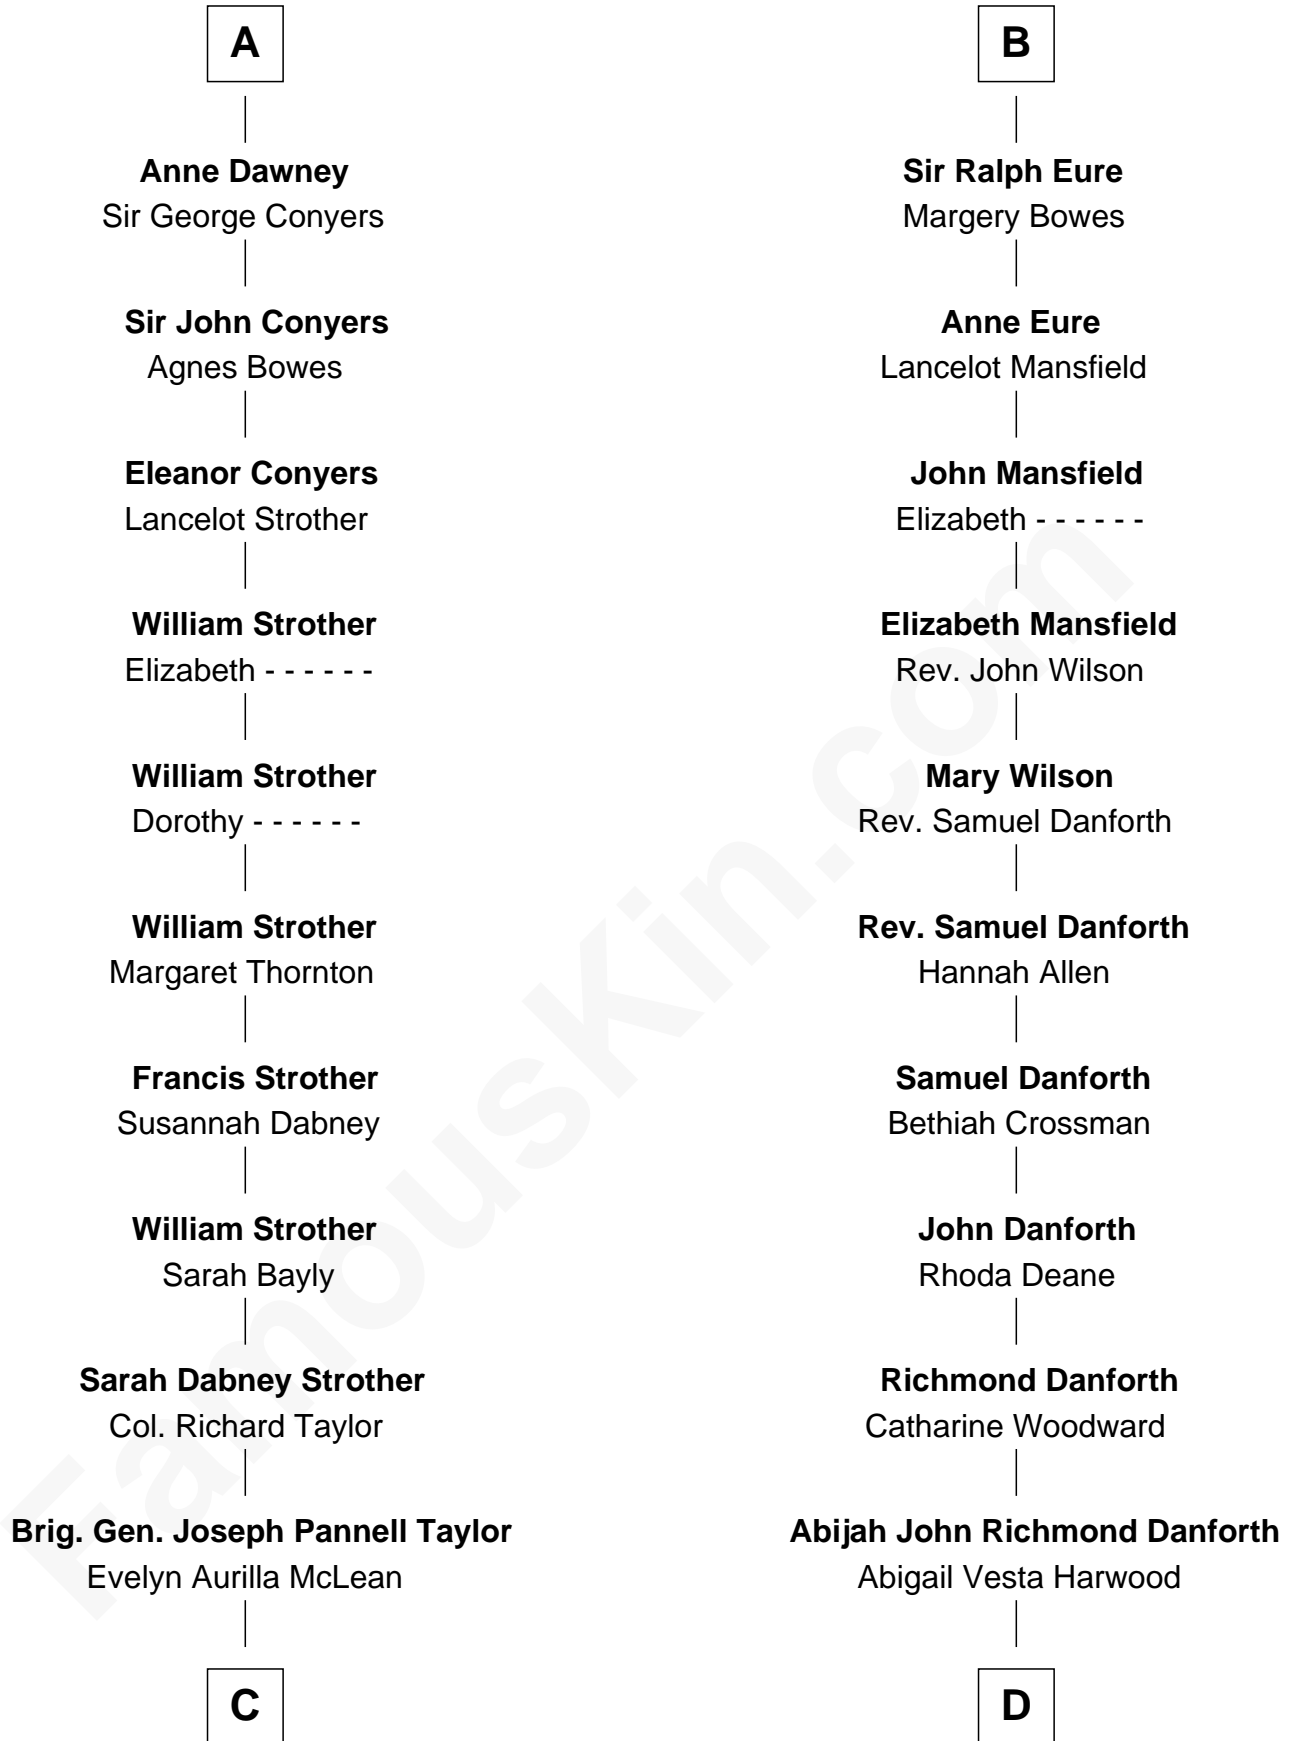 A
Anne Dawney
Sir George Conyers
Sir John Conyers
Agnes Bowes
Eleanor Conyers
Lancelot Strother
William Strother
Elizabeth - - - - - -
William Strother
Dorothy - - - - - -
William Strother
Margaret Thornton
Francis Strother
Susannah Dabney
William Strother
Sarah Bayly
Sarah Dabney Strother
Col. Richard Taylor
Brig. Gen. Joseph Pannell Taylor
Evelyn Aurilla McLean
C
B
Sir Ralph Eure
Margery Bowes
Anne Eure
Lancelot Mansfield
John Mansfield
Elizabeth - - - - - -
Elizabeth Mansfield
Rev. John Wilson
Mary Wilson
Rev. Samuel Danforth
Rev. Samuel Danforth
Hannah Allen
Samuel Danforth
Bethiah Crossman
John Danforth
Rhoda Deane
Richmond Danforth
Catharine Woodward
Abijah John Richmond Danforth
Abigail Vesta Harwood
D
FamousKin.com